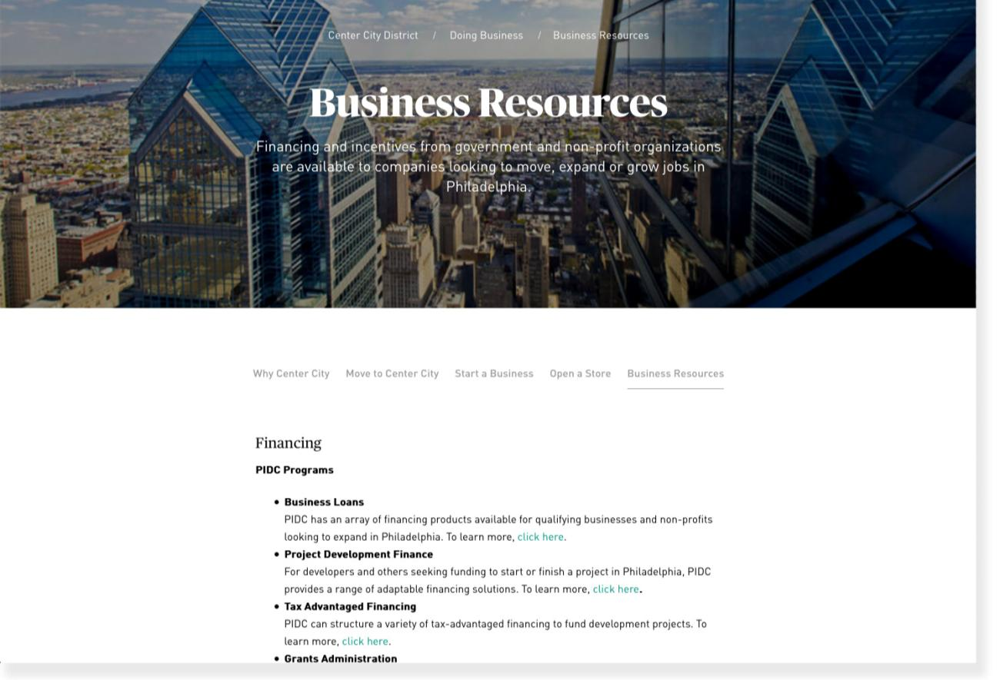 Center City District / Doing Business / Business Resources
Business Resources
Financing and incentives from government and non-profit organizations
are available to companies looking to move, expand or grow jobs in
Philadelphia.
Why Center City Move to Center City Start a Business Open a Store Business Resources
Financing
PIDC Programs
• Business Loans
PIDC has an array of financing products available for qualifying businesses and non-profits
looking to expand in Philadelphia. To learn more, click here.
• Project Development Finance
For developers and others seeking funding to start or finish a project in Philadelphia, PIDC
provides a range of adaptable financing solutions. To learn more, click here.
• Tax Advantaged Financing
PIDC can structure a variety of tax-advantaged financing to fund development projects. To
learn more, click here.
• Grants Administration